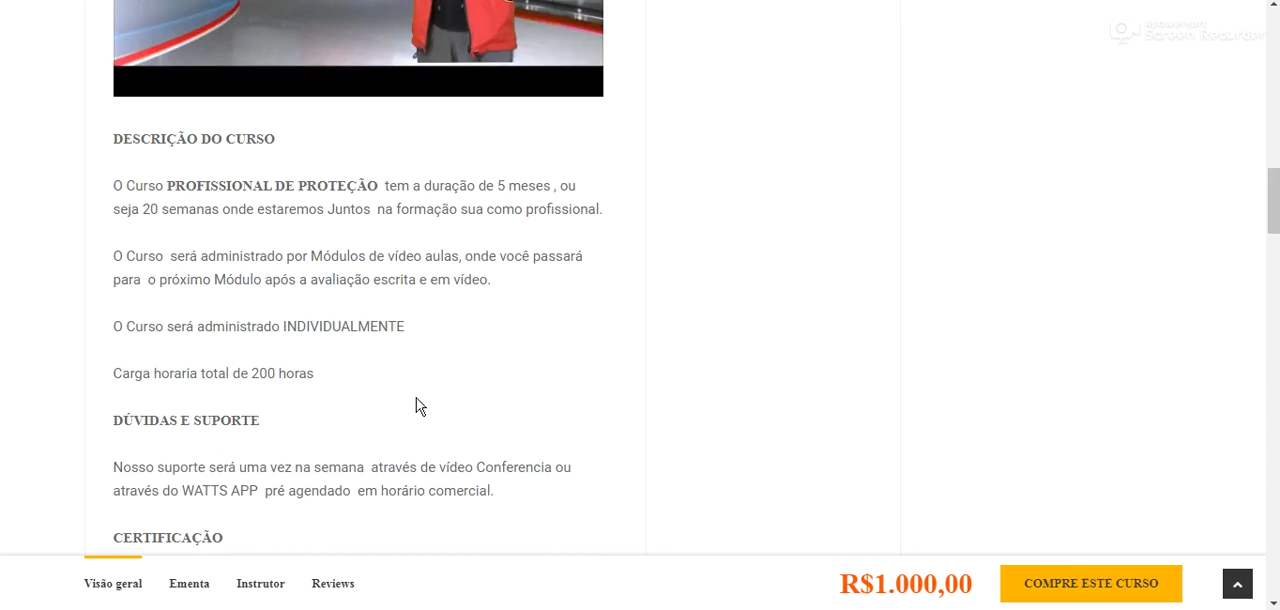 Apowersoft
Screen Recorder
DESCRIÇÃO DO CURSO
O Curso PROFISSIONAL DE PROTEÇÃO tem a duração de 5 meses , ou
seja 20 semanas onde estaremos Juntos na formação sua como profissional.
O Curso será administrado por Módulos de vídeo aulas, onde você passará
para o próximo Módulo após a avaliação escrita e em vídeo.
O Curso será administrado INDIVIDUALMENTE
Carga horaria total de 200 horas
DÚVIDAS E SUPORTE
Nosso suporte será uma vez na semana através de vídeo Conferencia ou
através do WATTS APP pré agendado em horário comercial.
CERTIFICAÇÃO
Visão geral Ementa Instrutor Reviews R$1.000,00 COMPRE ESTE CURSO